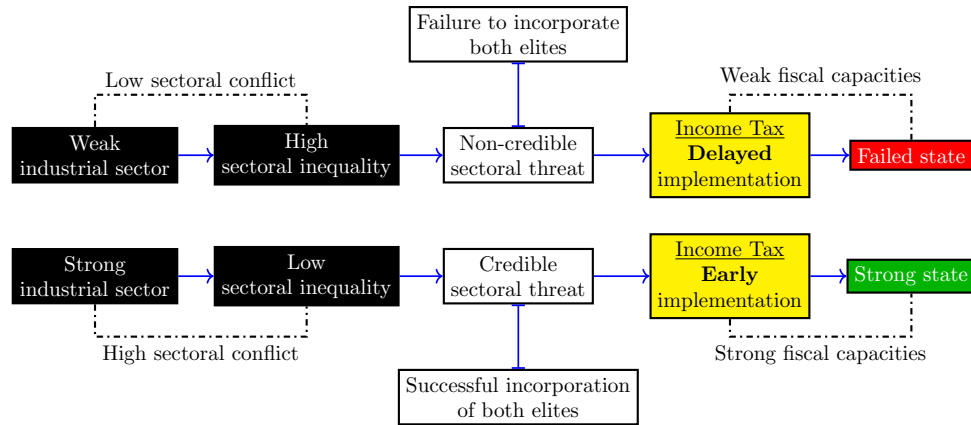 Failure to incorporate
both elites
Low sectoral conflict
Weak fiscal capacities
Weak
industrial sector
High
sectoral inequality
Non-credible
sectoral threat
Income Tax
Delayed
implementation
Failed state
Strong
industrial sector
Low
sectoral inequality
Credible
sectoral threat
Income Tax
Early
implementation
Strong state
High sectoral conflict
Strong fiscal capacities
Successful incorporation
of both elites